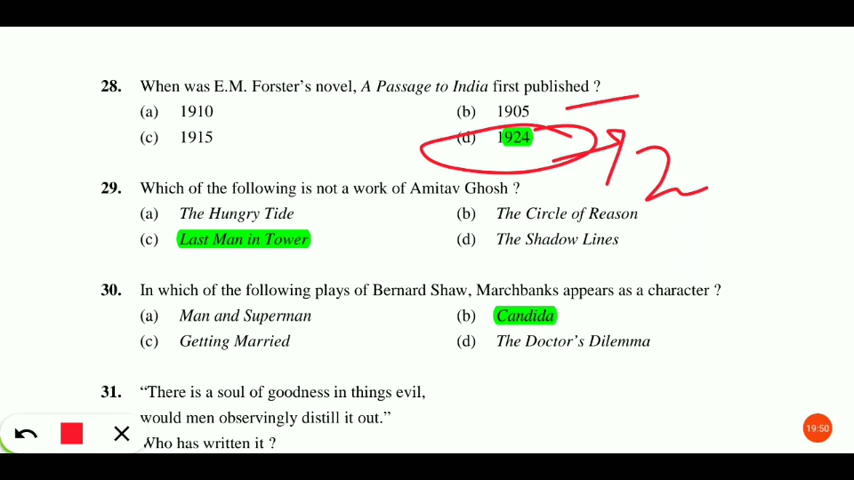 28. When was E.M. Forster's novel, A Passage to India first published ?
(a) 1910 (b) 1905
(c) 1915 (d) 1924
29. Which of the following is not a work of Amitav Ghosh ?
(a) The Hungry Tide (b) The Circle of Reason
(c) Last Man in Tower (d) The Shadow Lines
30. In which of the following plays of Bernard Shaw, Marchbanks appears as a character ?
(a) Man and Superman (b) Candida
(c) Getting Married (d) The Doctor's Dilemma
31. “There is a soul of goodness in things evil,
would men observingly distill it out.”
Who has written it ?
19:50